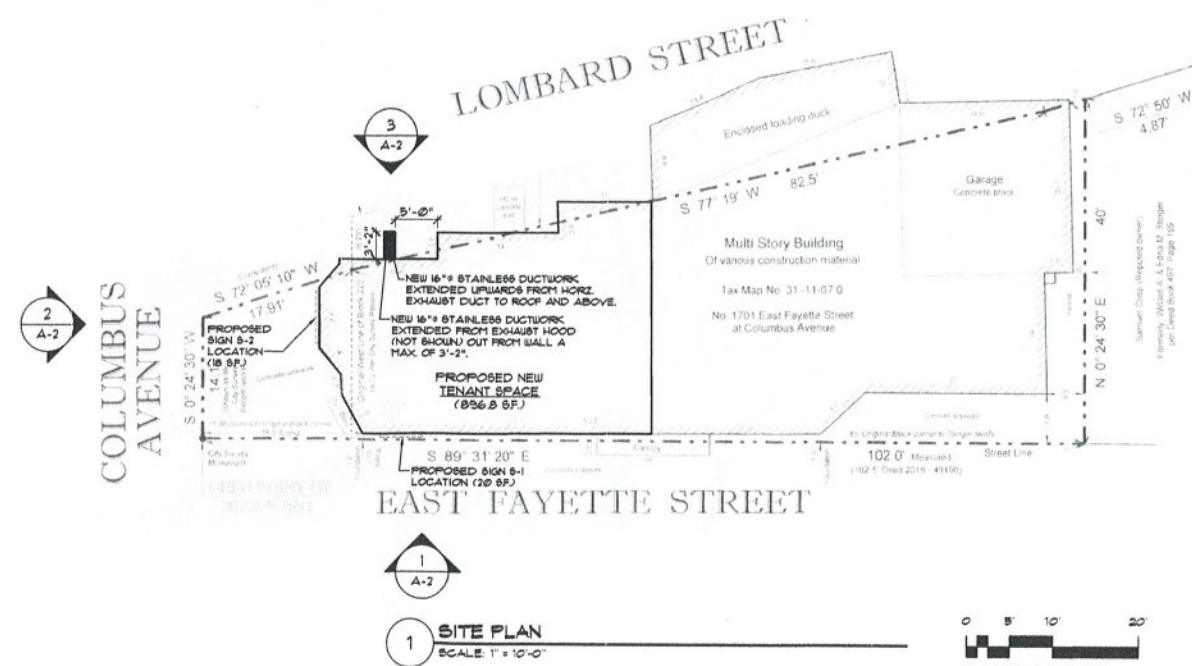 LOMBARD STREET
3
A-2
Enclosed loading dock
S 72° 50' W
4.87'
Garage
Concrete block
S 77° 19' W 82.5'
5'-0"
3'-2"
40'
Multi Story Building
Of various construction material
Tax Map No. 31-11-07.0
No. 1701 East Fayette Street
at Columbus Avenue
NEW 16"ø STAINLESS DUCTWORK
EXTENDED UPWARDS FROM HORZ.
EXHAUST DUCT TO ROOF AND ABOVE.
NEW 16"ø STAINLESS DUCTWORK
EXTENDED FROM EXHAUST HOOD
(NOT SHOWN) OUT FROM WALL A
MAX. OF 3'-2".
S 72° 05' 10" W
17.91'
2
A-2
COLUMBUS
AVENUE
S 0° 24' 30" W
PROPOSED
SIGN S-2
LOCATION
(18 SF.)
Concrete sidewalk
PROPOSED NEW
TENANT SPACE
(896.8 SF.)
N 0° 24' 30" E
City Survey
Monument
S 89° 31' 20" E
Canopy
Concrete sidewalk
102.0' Measured
Street Line
PROPOSED SIGN S-1
LOCATION (20 SF.)
EAST FAYETTE STREET
1
A-2
1
SITE PLAN
SCALE: 1" = 10'-0"
0 5' 10' 20'